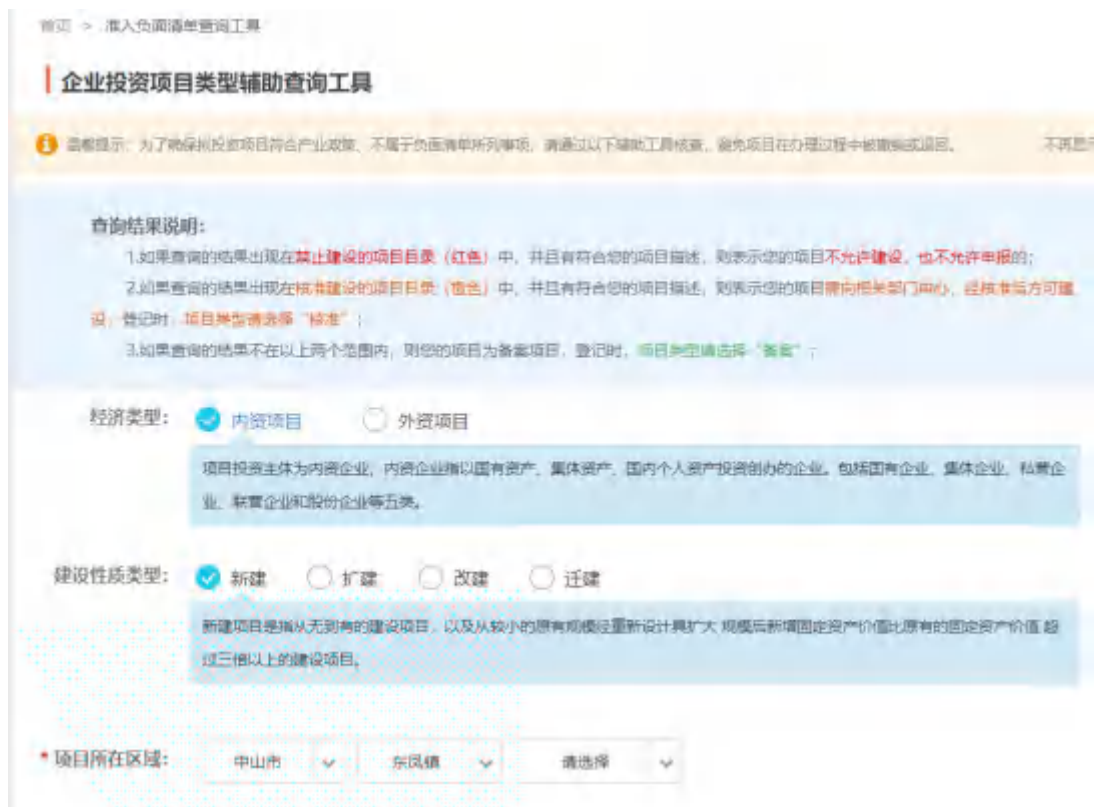 首页 > 准入负面清单查询工具
企业投资项目类型辅助查询工具
温馨提示：为了确保拟投资项目符合产业政策、不属于负面清单所列事项，请通过以下辅助工具核查，避免项目在办理过程中被撤销或退回。 不再显示
查询结果说明：
1.如果查询的结果出现在禁止建设的项目目录（红色）中，并且有符合您的项目描述，则表示您的项目不允许建设，也不允许申报的；
2.如果查询的结果出现在核准建设的项目目录（橙色）中，并且有符合您的项目描述，则表示您的项目需向相关部门申办，经核准后方可建
设，登记时，项目类型请选择“核准”；
3.如果查询的结果不在以上两个范围内，则您的项目为备案项目，登记时，项目类型请选择“备案”；
经济类型： 内资项目 外资项目
项目投资主体为内资企业，内资企业指以国有资产、集体资产、国内个人资产投资创办的企业。包括国有企业、集体企业、私营企
业、联营企业和股份企业等五类。
建设性质类型： 新建 扩建 改建 迁建
新建项目是指从无到有的建设项目，以及从较小的原有规模经重新设计具扩大 规模后新增固定资产价值比原有的固定资产价值 超
过三倍以上的建设项目。
* 项目所在区域： 中山市 东凤镇 请选择